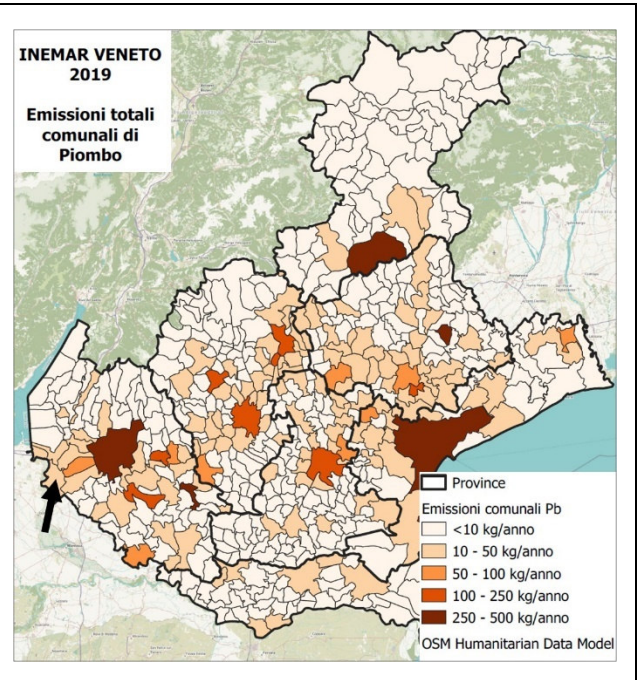 INEMAR VENETO
2019
Emissioni totali
comunali di
Piombo
Province
Emissioni comunali Pb
<10 kg/anno
10 - 50 kg/anno
50 - 100 kg/anno
100 - 250 kg/anno
250 - 500 kg/anno
OSM Humanitarian Data Model